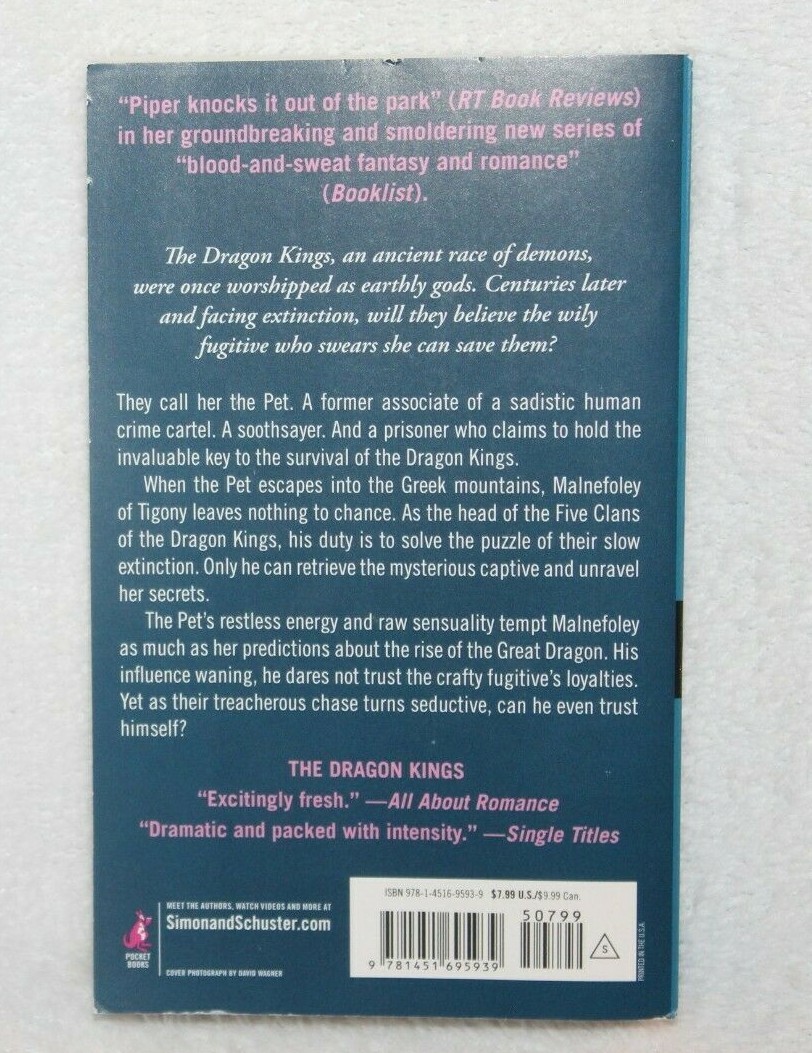 “Piper knocks it out of the park” (RT Book Reviews)
in her groundbreaking and smoldering new series of
“blood-and-sweat fantasy and romance”
(Booklist).
The Dragon Kings, an ancient race of demons,
were once worshipped as earthly gods. Centuries later
and facing extinction, will they believe the wily
fugitive who swears she can save them?
They call her the Pet. A former associate of a sadistic human
crime cartel. A soothsayer. And a prisoner who claims to hold the
invaluable key to the survival of the Dragon Kings.
When the Pet escapes into the Greek mountains, Malnefoley
of Tigony leaves nothing to chance. As the head of the Five Clans
of the Dragon Kings, his duty is to solve the puzzle of their slow
extinction. Only he can retrieve the mysterious captive and unravel
her secrets.
The Pet’s restless energy and raw sensuality tempt Malnefoley
as much as her predictions about the rise of the Great Dragon. His
influence waning, he dares not trust the crafty fugitive’s loyalties.
Yet as their treacherous chase turns seductive, can he even trust
himself?
THE DRAGON KINGS
“Excitingly fresh.” —All About Romance
“Dramatic and packed with intensity.” —Single Titles
MEET THE AUTHORS, WATCH VIDEOS AND MORE AT
SimonandSchuster.com
POCKET
BOOKS
COVER PHOTOGRAPH BY DAVID WAGNER
ISBN 978-1-4516-9593-9 $7.99 U.S./$9.99 Can.
50799
9 781451 695939
S
PRINTED IN THE U.S.A.